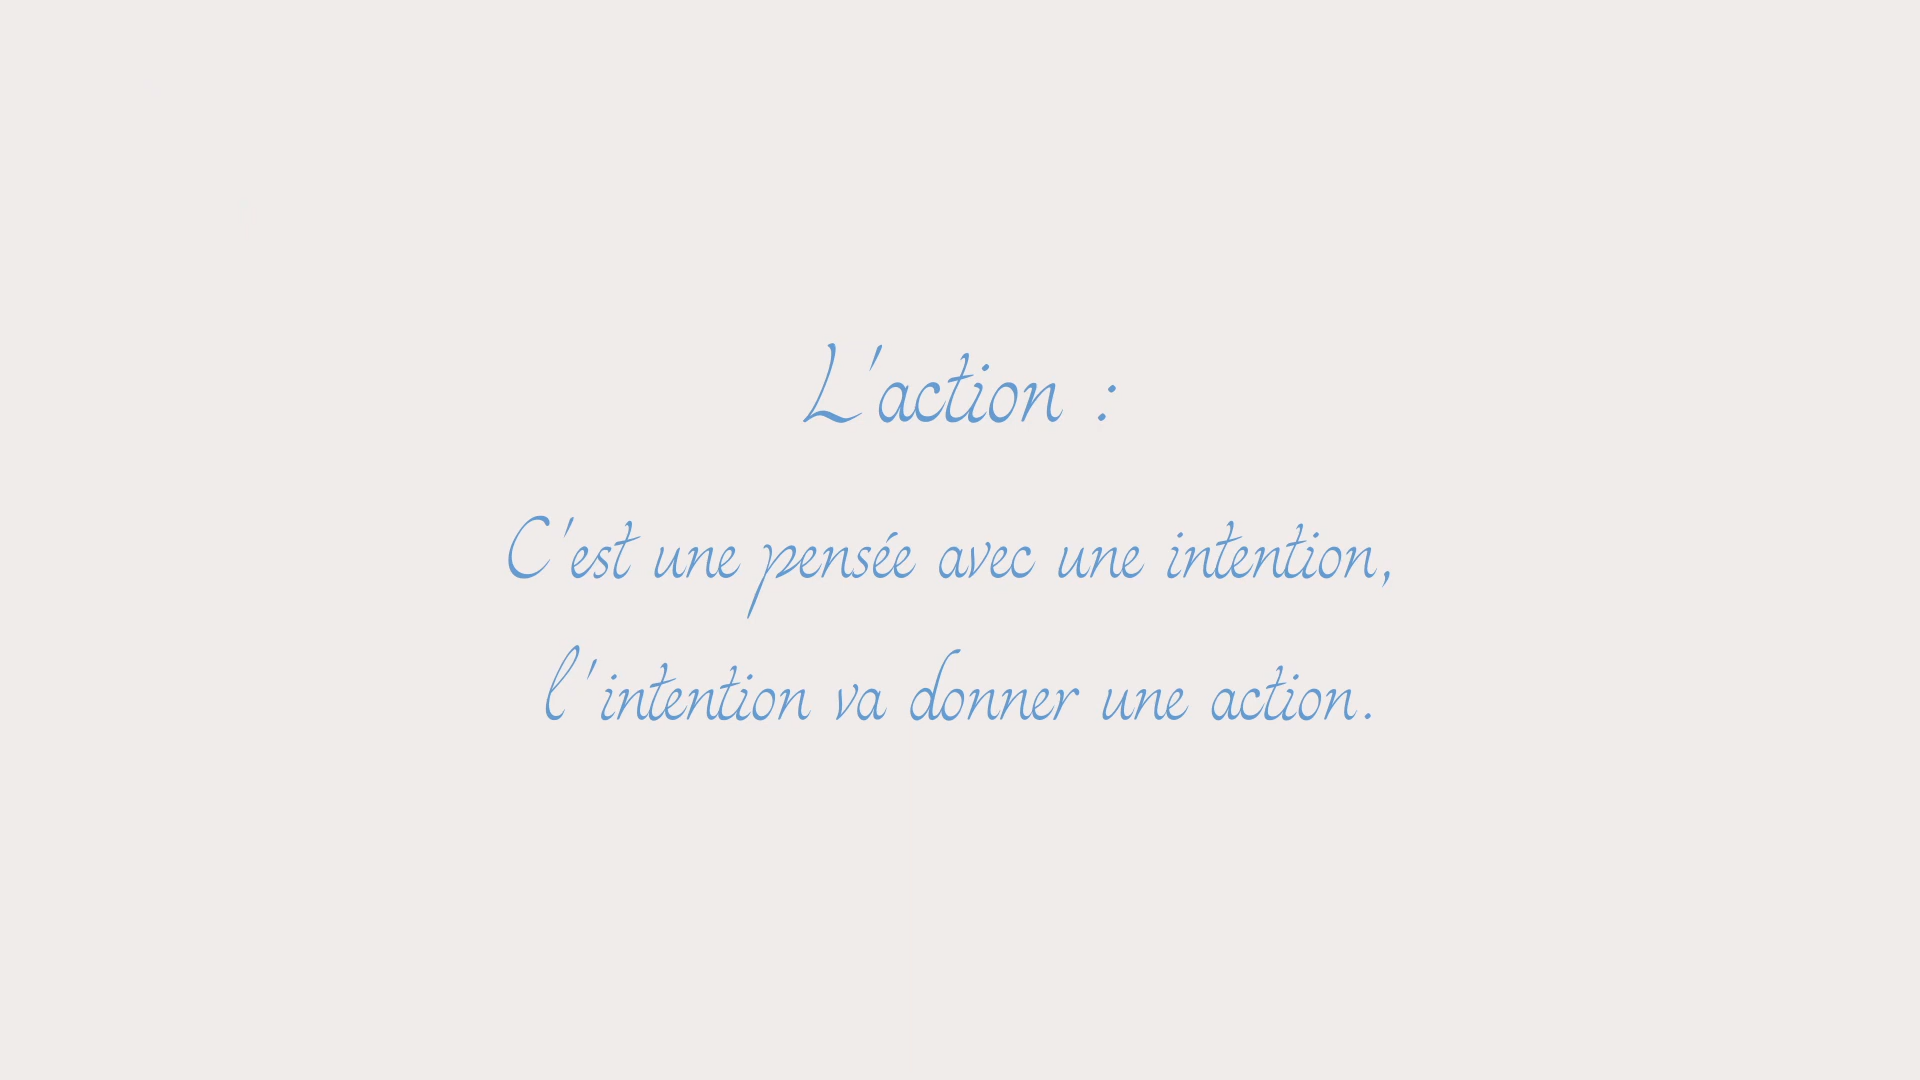 L'action :
C'est une pensée avec une intention,
l'intention va donner une action.